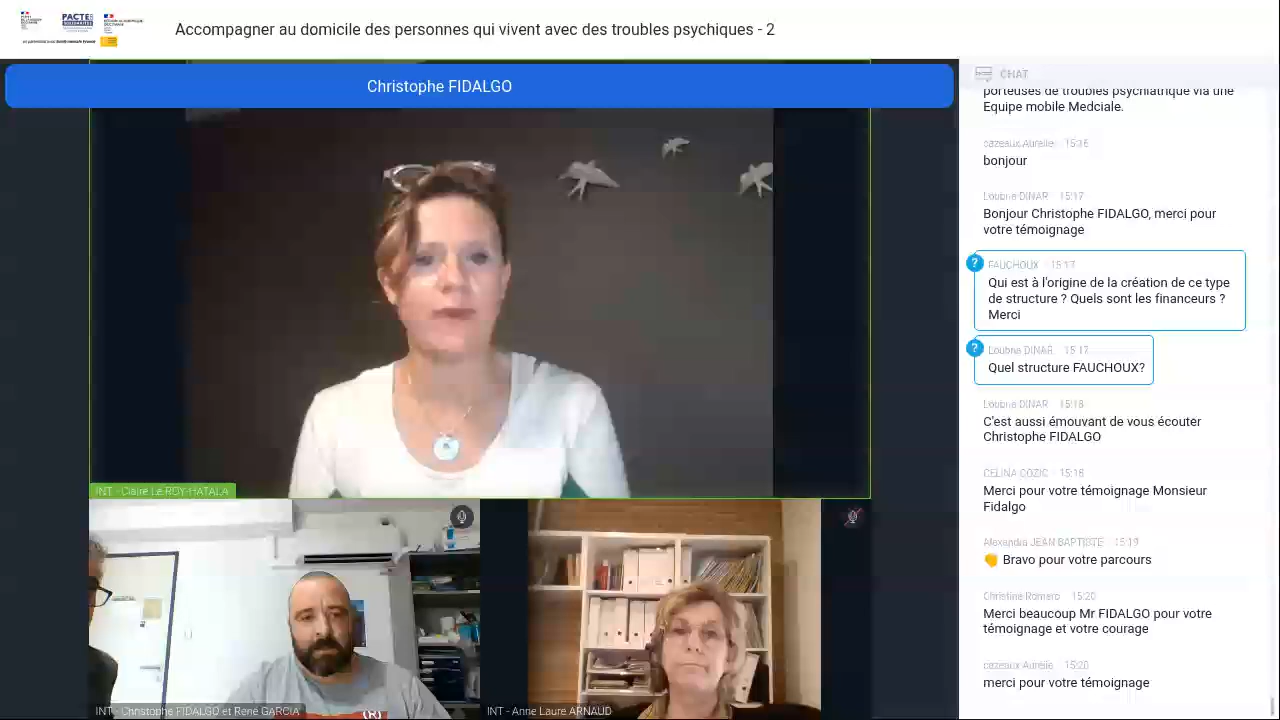 PACTE
SOLIDARITÉS
Accompagner au domicile des personnes qui vivent avec des troubles psychiques 2/2
Christophe FIDALGO
INT - Claire Le ROY-HATALA
INT - Christophe FIDALGO et René GARCIA
INT - Anne Laure ARNAUD
CHAT
porteuses de troubles psychiatrique via une
Equipe mobile Medciale.
cazeaux Aurélie 15:16
bonjour
Loubna DINAR 15:17
Bonjour Christophe FIDALGO, merci pour
votre témoignage
FAUCHOUX 15:17
Qui est à l'origine de la création de ce type
de structure ? Quels sont les financeurs ?
Merci
Loubna DINAR 15:17
Quel structure FAUCHOUX?
Loubna DINAR 15:18
C'est aussi émouvant de vous écouter
Christophe FIDALGO
CELINA COZIC 15:18
Merci pour votre témoignage Monsieur
Fidalgo
Alexandra JEAN BAPTISTE 15:19
👏 Bravo pour votre parcours
Christine Romero 15:20
Merci beaucoup Mr FIDALGO pour votre
témoignage et votre courage
cazeaux Aurélie 15:20
merci pour votre témoignage